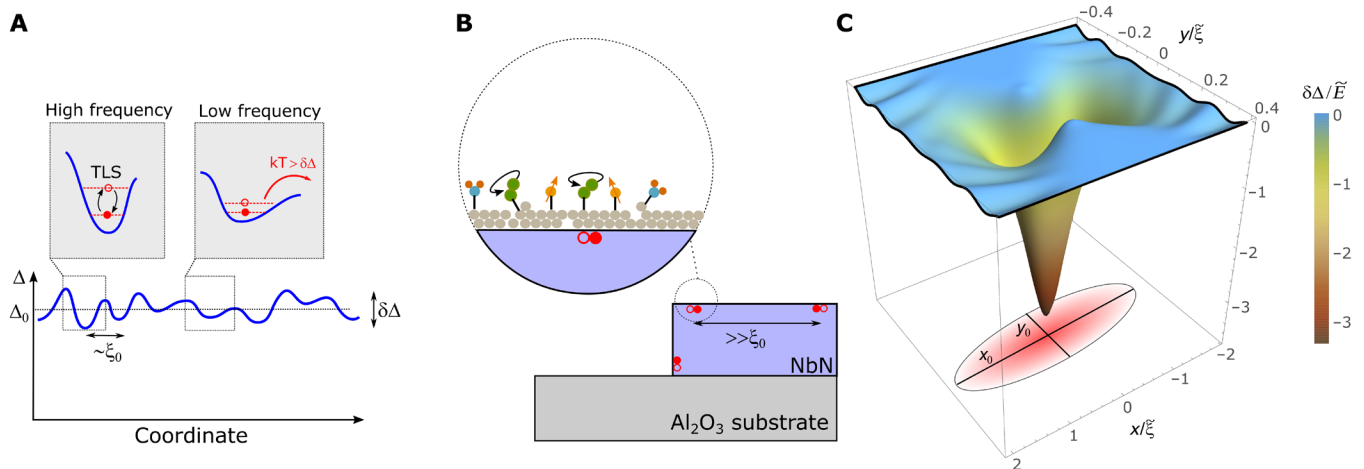 A
High frequency
Low frequency
TLS
kT > δΔ
Δ
Δ₀
δΔ
~ξ₀
Coordinate
B
>>ξ₀
NbN
Al₂O₃ substrate
C
−0.4
−0.2
y/ξ̃
0
0.2
0.4
0
−1
−2
−3
−2
−1
0
x/ξ̃
1
2
x₀
y₀
δΔ/Ẽ
0
−1
−2
−3